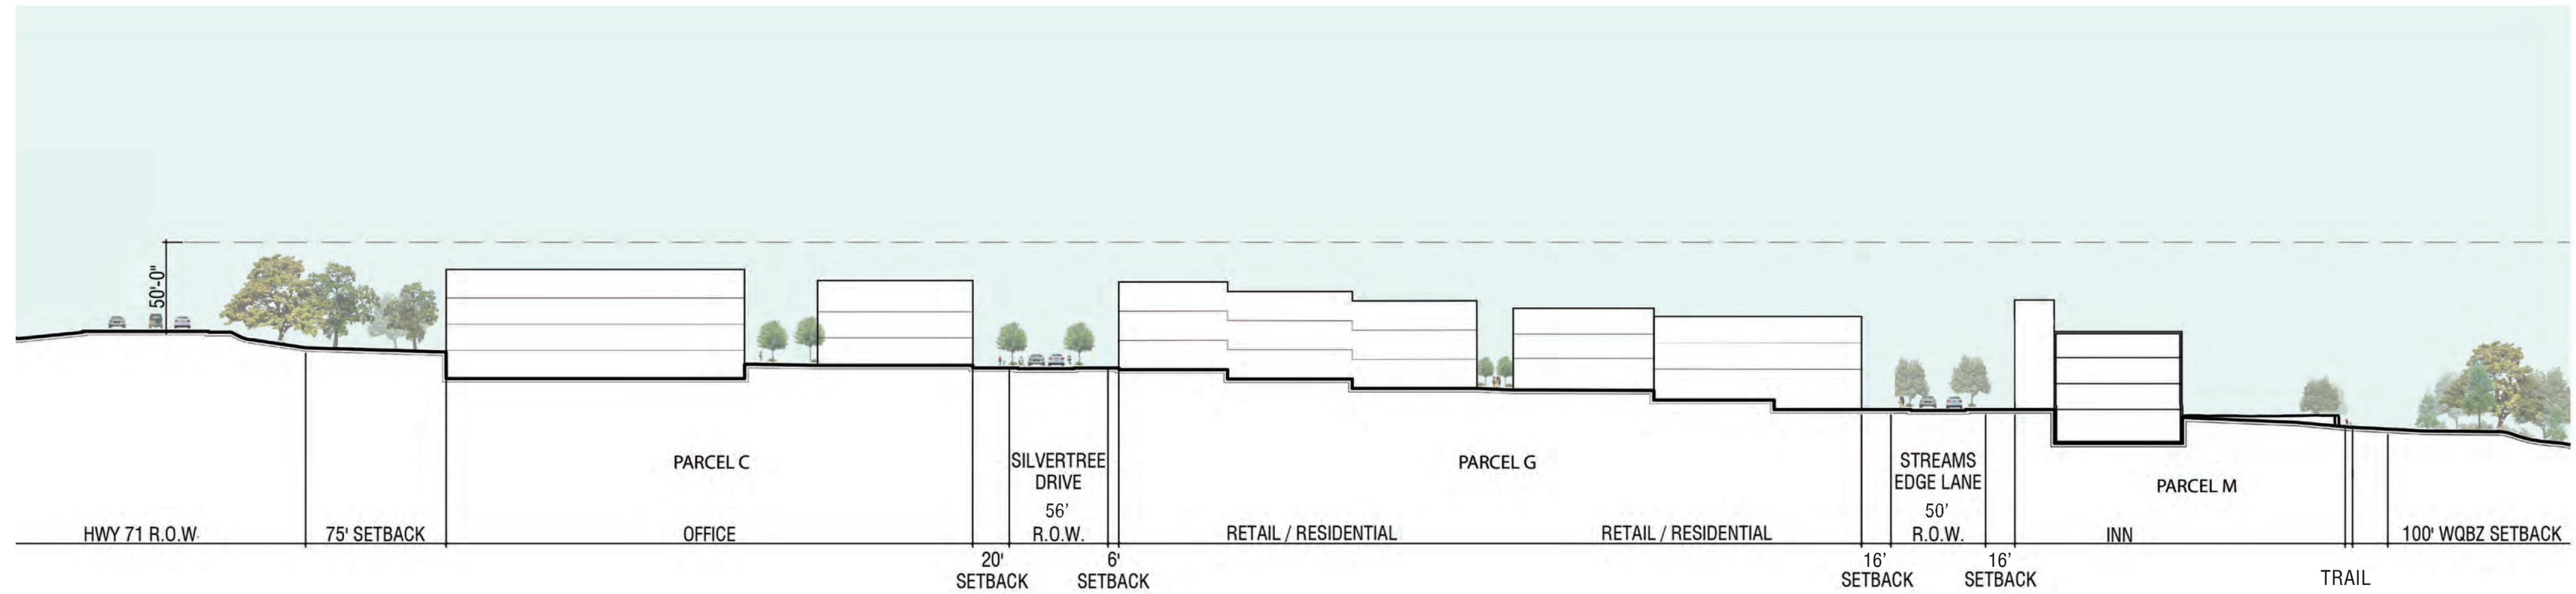 50'-0"
PARCEL C
SILVERTREE
DRIVE
56'
R.O.W.
PARCEL G
STREAMS
EDGE LANE
50'
R.O.W.
PARCEL M
HWY 71 R.O.W.
75' SETBACK
OFFICE
RETAIL / RESIDENTIAL
RETAIL / RESIDENTIAL
INN
100' WQBZ SETBACK
20'
SETBACK
6'
SETBACK
16'
SETBACK
16'
SETBACK
TRAIL